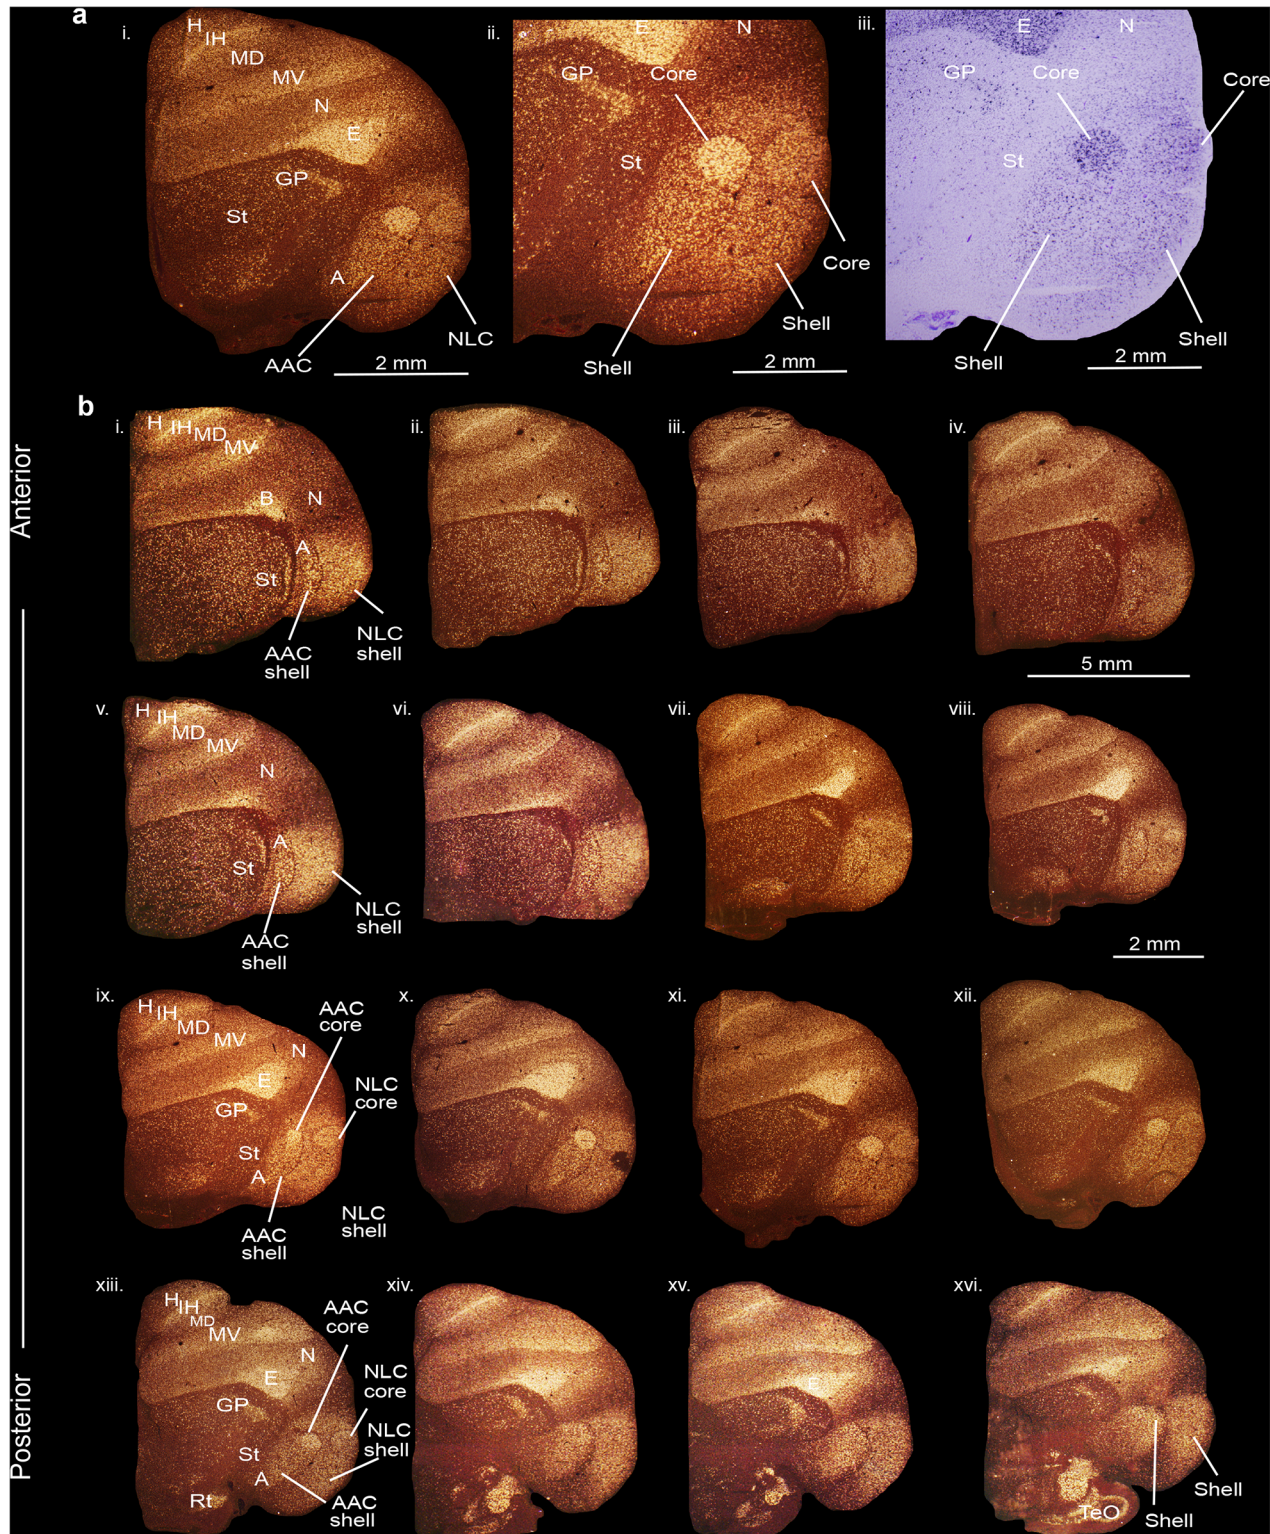 a
i.
H
IH
MD
MV
N
E
GP
St
A
AAC
NLC
2 mm
ii.
E
N
GP
Core
St
Core
Shell
Shell
2 mm
iii.
E
N
GP
Core
Core
St
Shell
Shell
2 mm
b
Anterior
Posterior
i.
H
IH
MD
MV
B
N
A
St
NLC
shell
AAC
shell
ii.
iii.
iv.
5 mm
v.
H
IH
MD
MV
N
A
St
NLC
shell
AAC
shell
vi.
vii.
viii.
2 mm
ix.
H
IH
MD
MV
N
E
GP
St
A
AAC
core
NLC
core
NLC
shell
AAC
shell
x.
xi.
xii.
xiii.
H
IH
MD
MV
N
E
GP
St
A
Rt
AAC
core
NLC
core
NLC
shell
AAC
shell
xiv.
xv.
E
xvi.
Shell
Shell
TeO